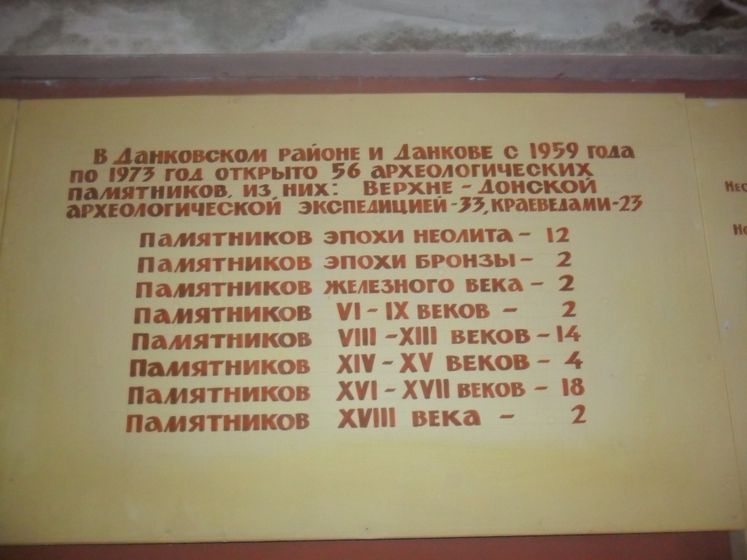 В Данковском районе и Данкове с 1959 года
по 1973 год открыто 56 археологических
памятников, из них: Верхне-Донской
археологической экспедицией-33, краеведами-23
Памятников эпохи неолита - 12
Памятников эпохи бронзы - 2
Памятников железного века - 2
Памятников VI - IX веков - 2
Памятников VIII - XIII веков - 14
Памятников XIV - XV веков - 4
Памятников XVI - XVII веков - 18
Памятников XVIII века - 2